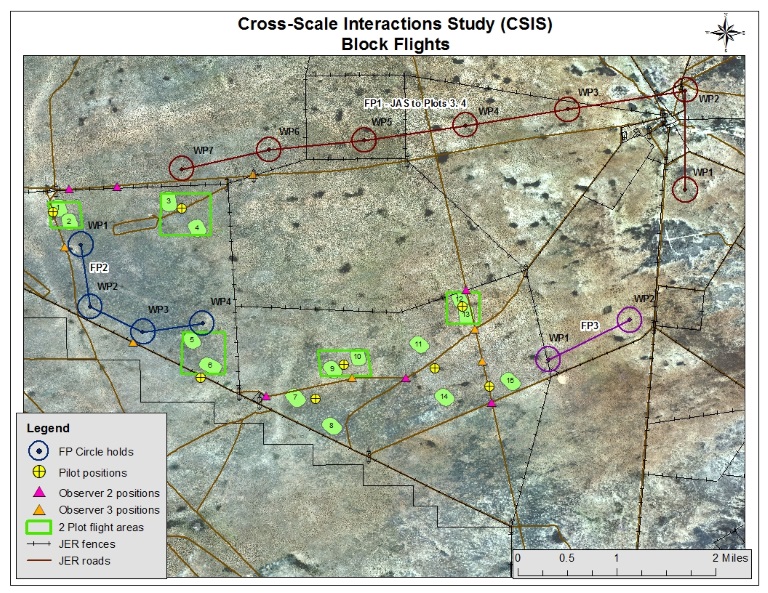 Cross-Scale Interactions Study (CSIS)
Block Flights
FP1 - JAS to Plots 3, 4
WP1
WP2
WP3
WP4
WP5
WP6
WP7
1
2
3
4
WP1
FP2
WP2
WP3
WP4
5
6
12
13
11
10
9
7
8
14
15
WP1
FP3
WP2
Legend
FP Circle holds
Pilot positions
Observer 2 positions
Observer 3 positions
2 Plot flight areas
JER fences
JER roads
0 0.5 1 2 Miles